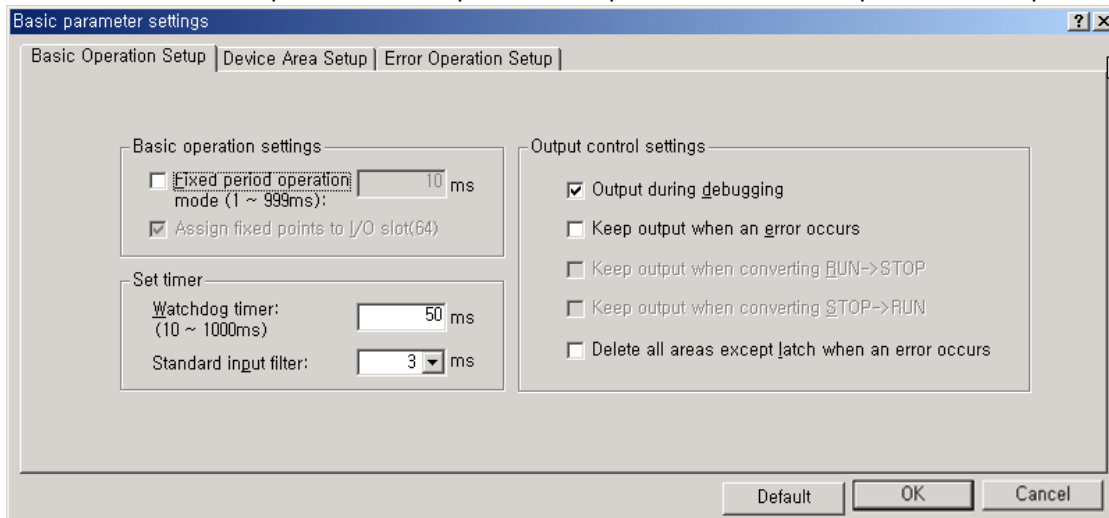 Basic parameter settings
Basic Operation Setup Device Area Setup Error Operation Setup
Basic operation settings
Fixed period operation 10 ms
mode (1 ~ 999ms):
Assign fixed points to I/O slot(64)
Set timer
Watchdog timer: 50 ms
(10 ~ 1000ms)
Standard input filter: 3 ms
Output control settings
Output during debugging
Keep output when an error occurs
Keep output when converting RUN->STOP
Keep output when converting STOP->RUN
Delete all areas except latch when an error occurs
Default OK Cancel